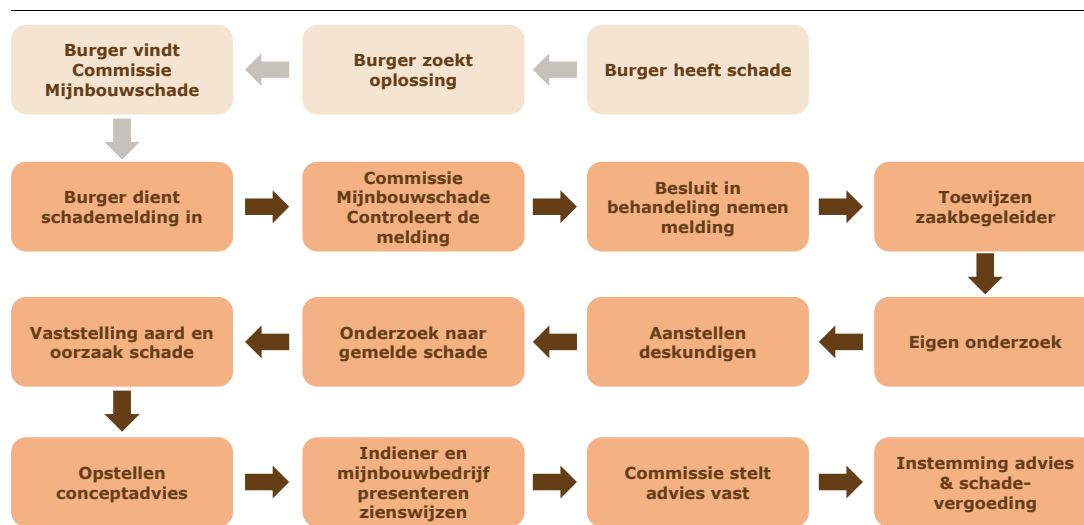 Burger vindt
Commissie
Mijnbouwschade
Burger zoekt
oplossing
Burger heeft schade
Burger dient
schademelding in
Commissie
Mijnbouwschade
Controleert de
melding
Besluit in
behandeling nemen
melding
Toewijzen
zaakbegeleider
Vaststelling aard en
oorzaak schade
Onderzoek naar
gemelde schade
Aanstellen
deskundigen
Eigen onderzoek
Opstellen
conceptadvies
Indiener en
mijnbouwbedrijf
presenteren
zienswijzen
Commissie stelt
advies vast
Instemming advies
& schade-
vergoeding